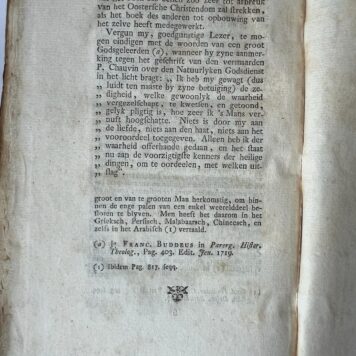 van het Oostersche Christendom zal strekken,
als het boek des anderen tot opbouwing van
het zelve heeft medegewerkt.
Vergun my, goedgunstige Lezer, te mo-
gen eindigen met de woorden van een groot
Godsgeleerden (a), wanneer by zyne aanmer-
king tegen het geschrift van den vermaarden
P. Chauvin over den Natuurlyken Godsdienst
in het licht bragt: „ Ik heb my gewagt (das
„ luidt ten naaste by zyne betuiging) de ze-
„ digheid, welke gewoonlyk de waarheid
„ vergezelschapt, te kwetsen, en getoond,
„ gelyk pligtig is, hoe zeer ik 's Mans ver-
„ nuft hoogschatte. Niets is door my aan
„ de liefde, niets aan den haat, niets aan het
„ vooroordeel toegegeven. Alleen heb ik der
„ waarheid offerhande gedaan, en het staat
„ nu aan de voorzigtigste kenners der heilige
„ dingen, om te oordeelen, met welken uit-
„ slag".
groot en van te grooten Man herkomstig, om bin-
nen de enge palen van een enkel weerelddeel be-
sloten te blyven. Men heeft het daarom in het
Grieksch, Persisch, Malabaarsch, Chineesch, en
zelfs in het Arabisch (1) vertaald.
(a) J. FRANC. BUDDEUS in Parerg. Histor.
Theolog., Pag. 403. Edit. Jen. 1719.
(1) Ibidem Pag. 817. seqq.